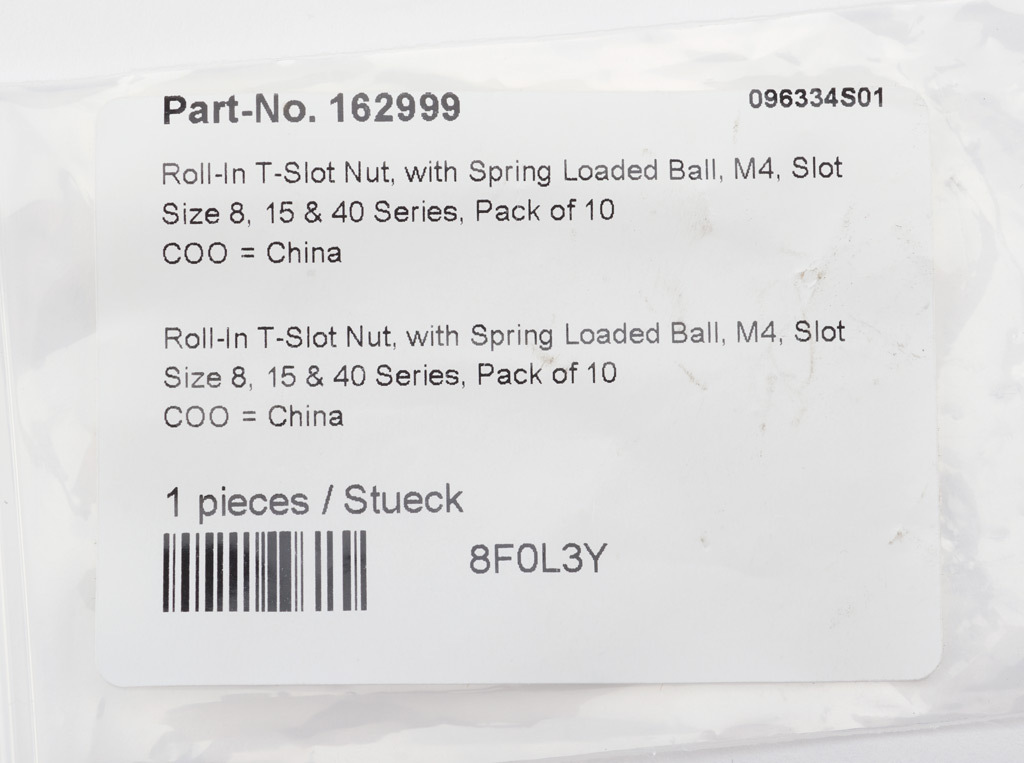 Part-No. 162999
096334S01
Roll-In T-Slot Nut, with Spring Loaded Ball, M4, Slot
Size 8, 15 & 40 Series, Pack of 10
COO = China
Roll-In T-Slot Nut, with Spring Loaded Ball, M4, Slot
Size 8, 15 & 40 Series, Pack of 10
COO = China
1 pieces / Stueck
8F0L3Y